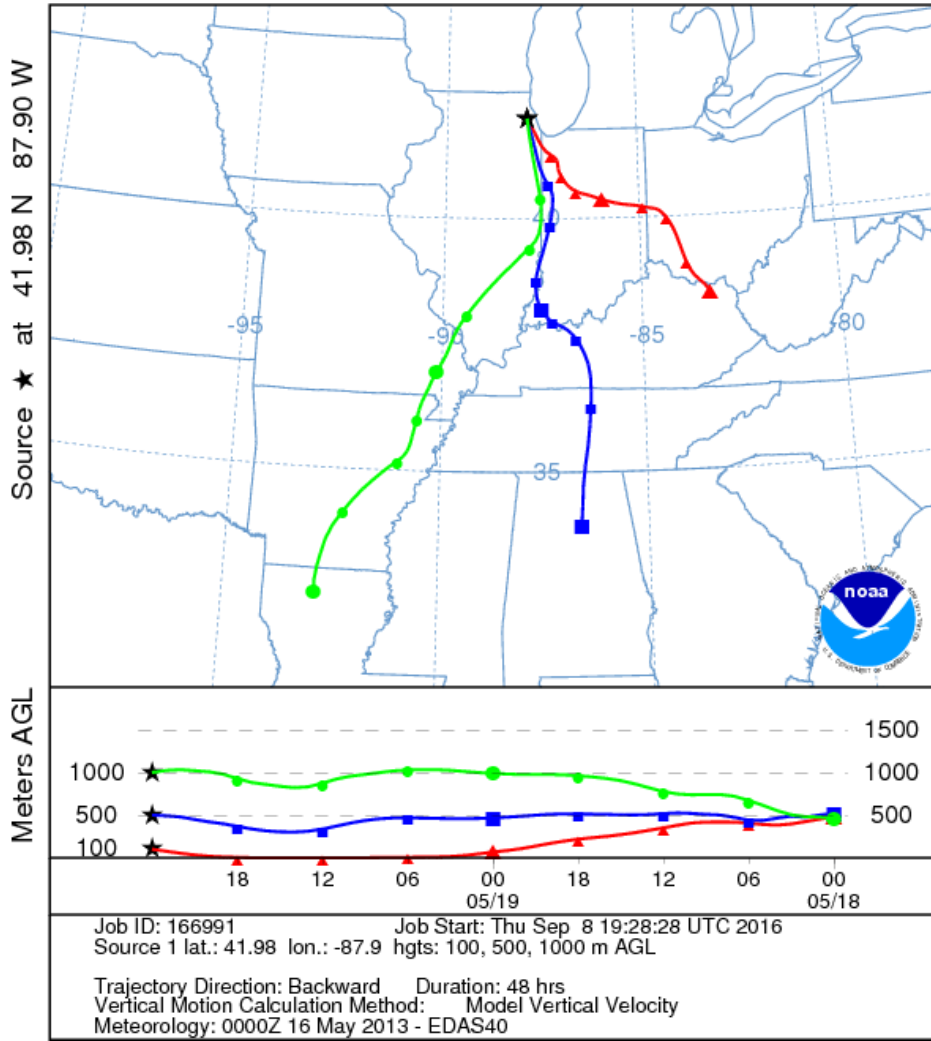 Source ★ at 41.98 N 87.90 W
40
-95
-90
-85
-80
35
noaa
Meters AGL
1500
1000
1000
500
500
100
18 12 06 00 18 12 06 00
05/19 05/18
Job ID: 166991 Job Start: Thu Sep 8 19:28:28 UTC 2016
Source 1 lat.: 41.98 lon.: -87.9 hgts: 100, 500, 1000 m AGL
Trajectory Direction: Backward Duration: 48 hrs
Vertical Motion Calculation Method: Model Vertical Velocity
Meteorology: 0000Z 16 May 2013 - EDAS40